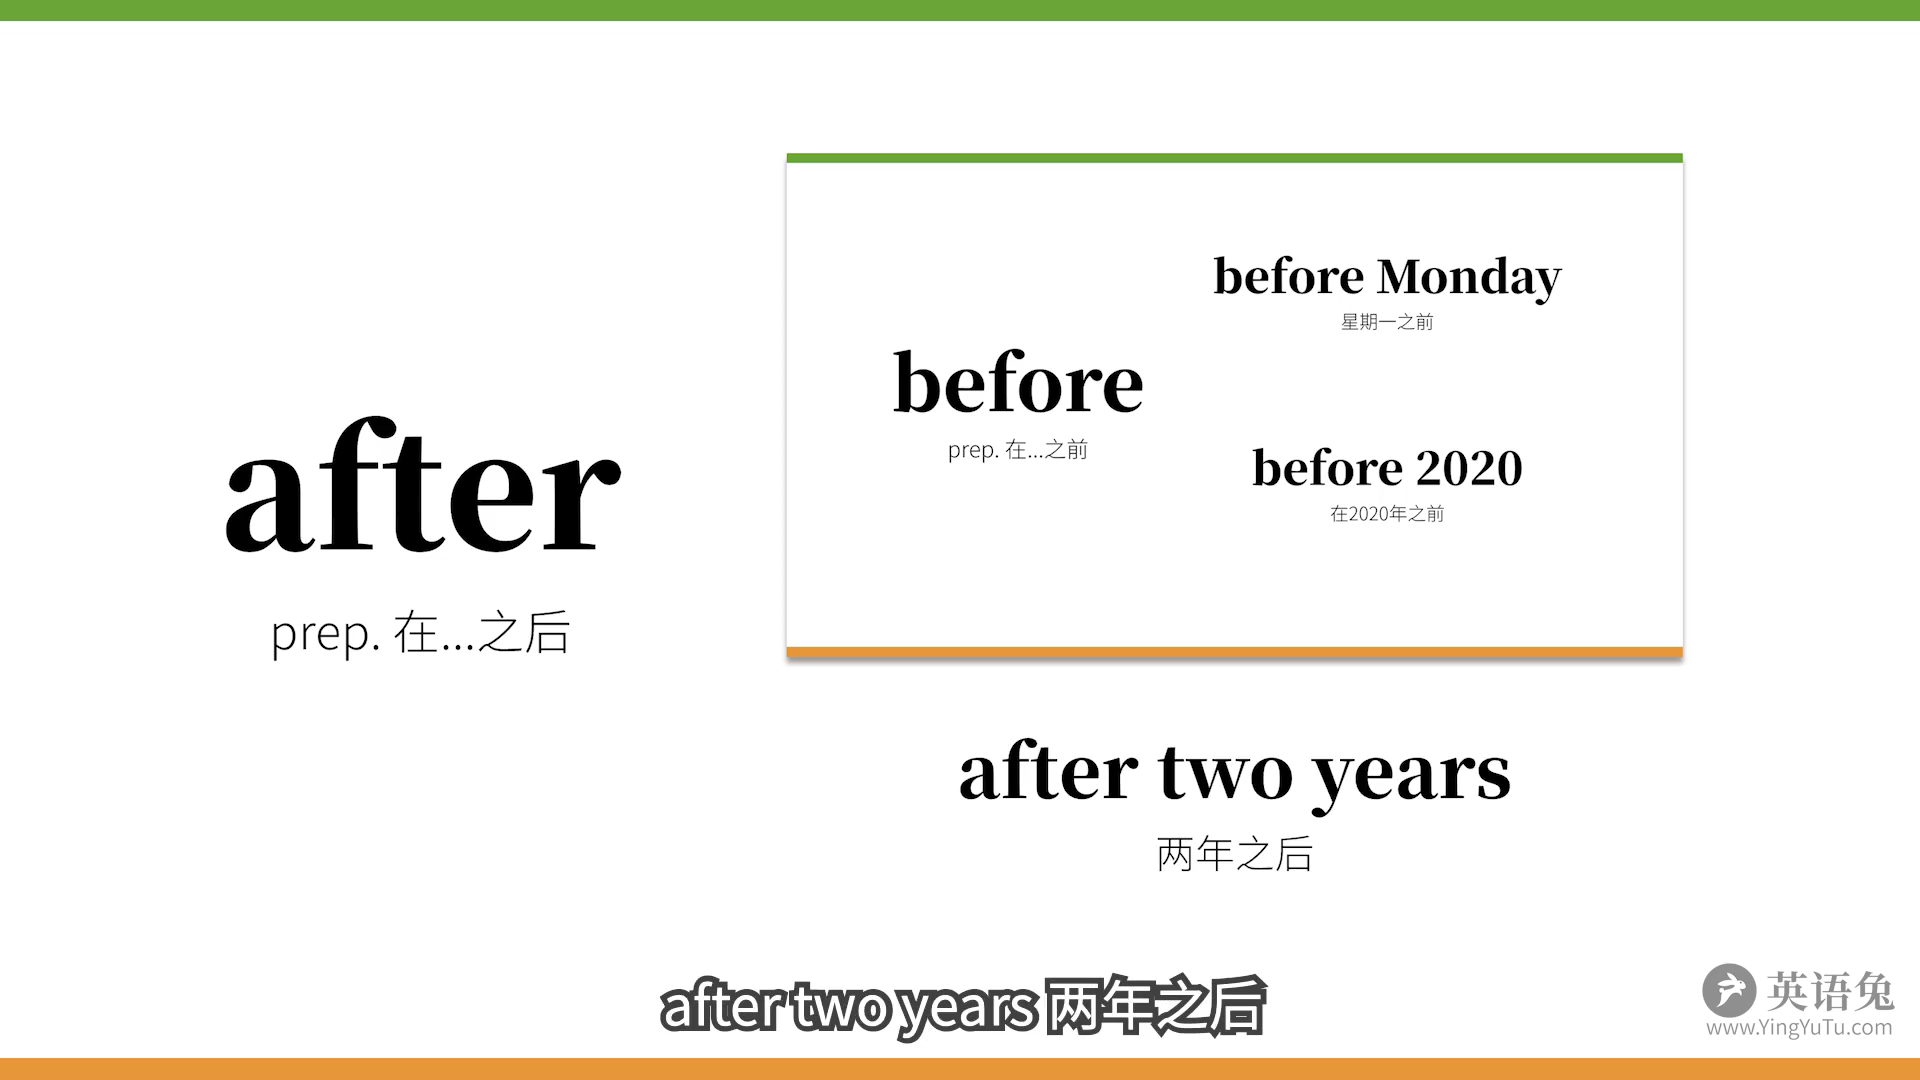 after
prep. 在...之后
before
prep. 在...之前
before Monday
星期一之前
before 2020
在2020年之前
after two years
两年之后
after two years 两年之后
英语兔
www.YingYuTu.com